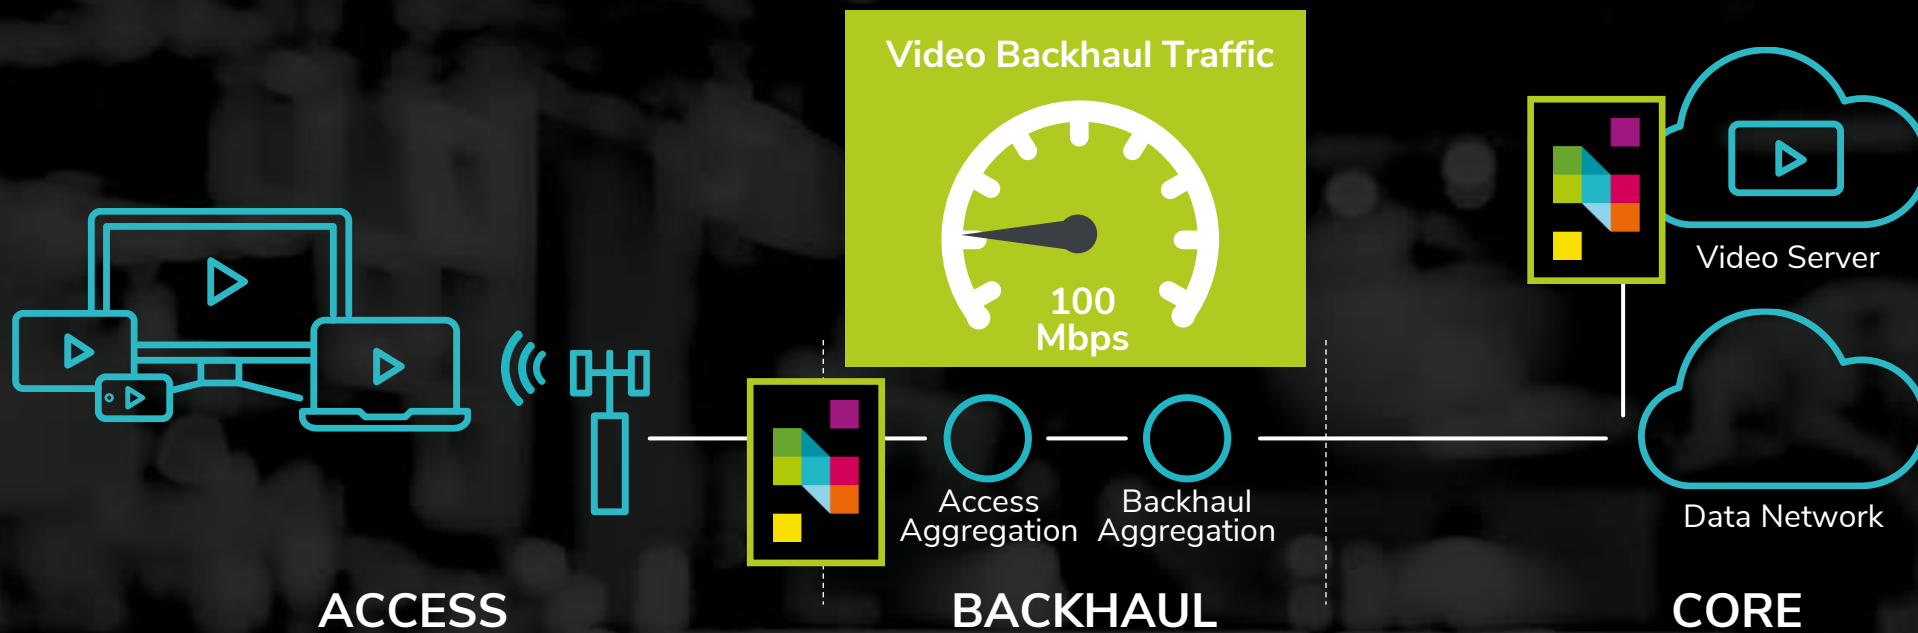 Video Backhaul Traffic
100
Mbps
Video Server
Access
Aggregation
Backhaul
Aggregation
Data Network
ACCESS
BACKHAUL
CORE